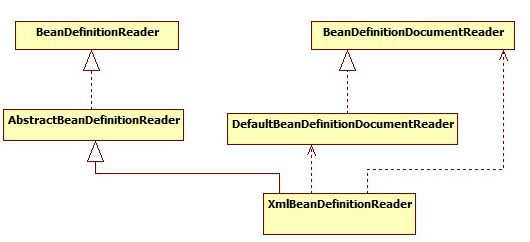 BeanDefinitionReader
BeanDefinitionDocumentReader
AbstractBeanDefinitionReader
DefaultBeanDefinitionDocumentReader
XmlBeanDefinitionReader